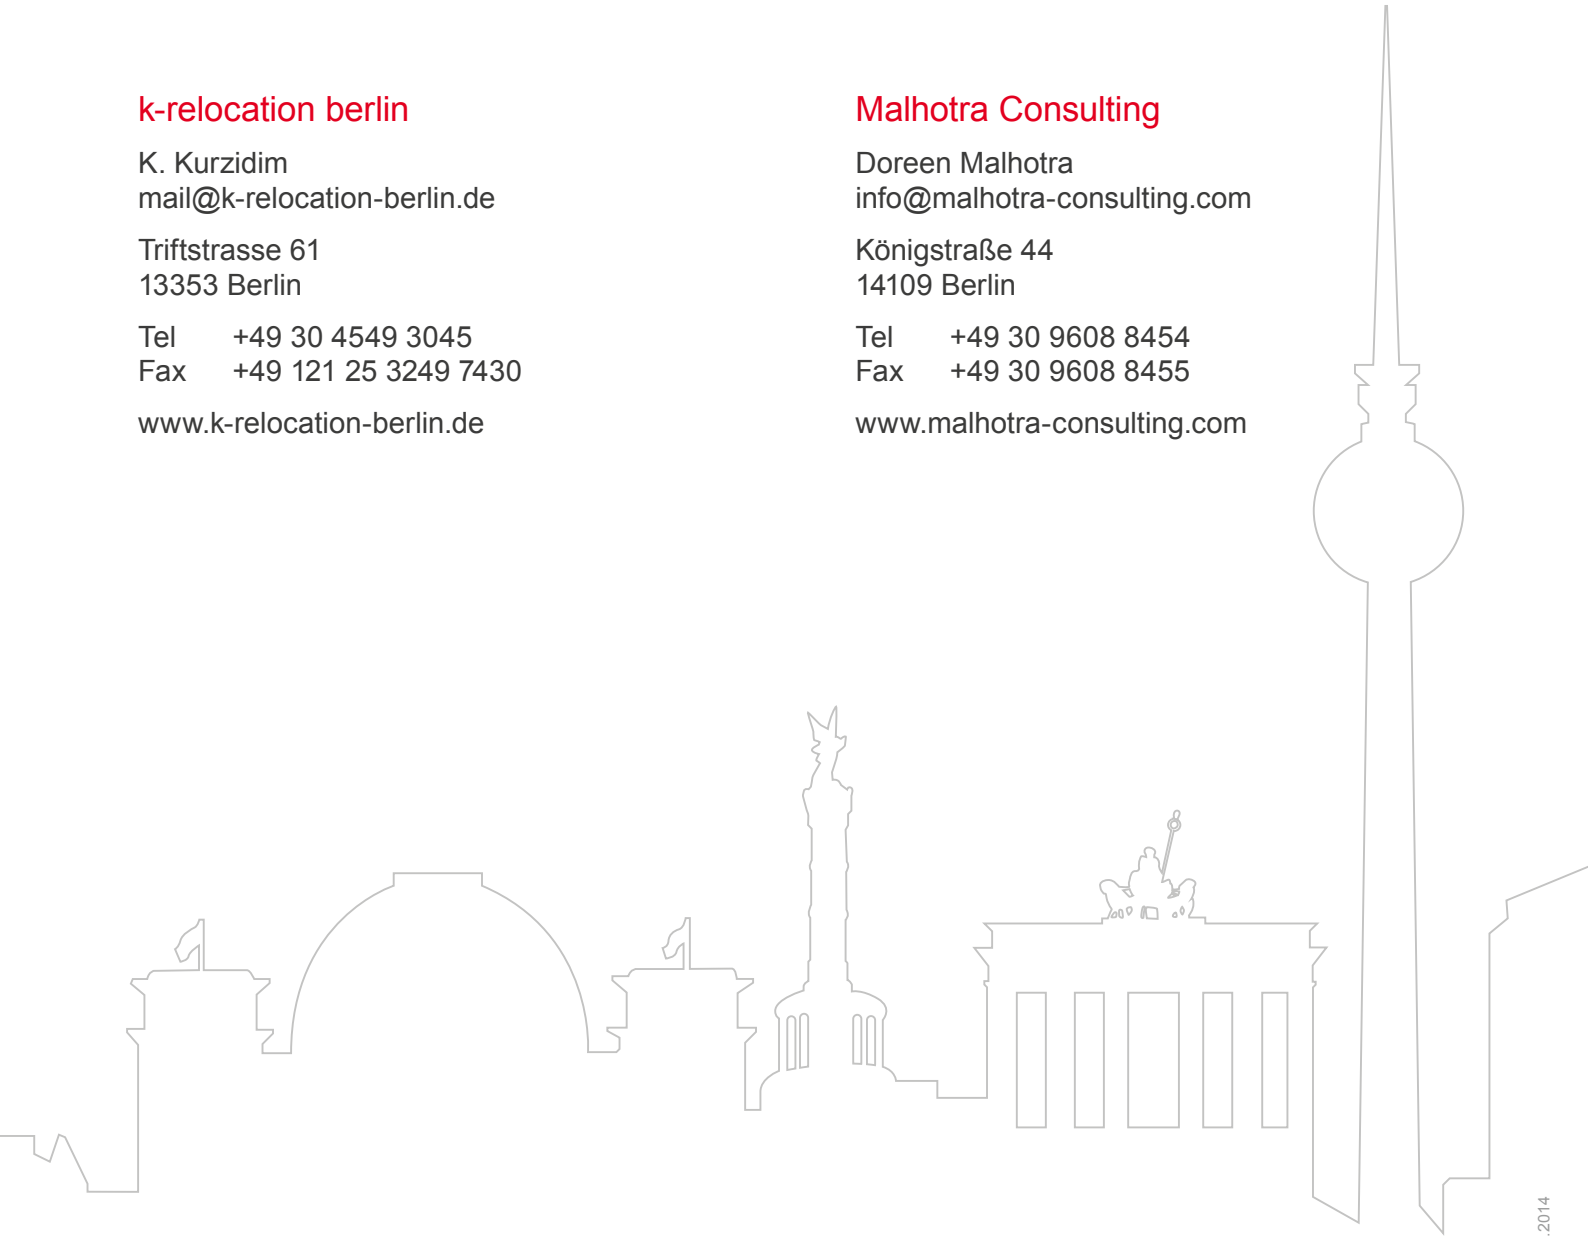 k-relocation berlin
K. Kurzidim
mail@k-relocation-berlin.de
Triftstrasse 61
13353 Berlin
Tel +49 30 4549 3045
Fax +49 121 25 3249 7430
www.k-relocation-berlin.de
Malhotra Consulting
Doreen Malhotra
info@malhotra-consulting.com
Königstraße 44
14109 Berlin
Tel +49 30 9608 8454
Fax +49 30 9608 8455
www.malhotra-consulting.com
.2014